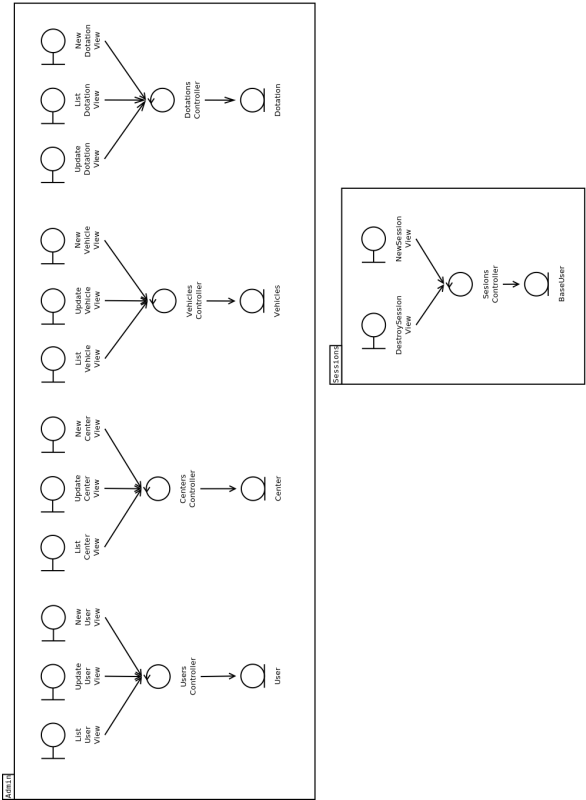 Admin
List
User
View
Update
User
View
New
User
View
Users
Controller
User
List
Center
View
Update
Center
View
New
Center
View
Centers
Controller
Center
List
Vehicle
View
Update
Vehicle
View
New
Vehicle
View
Vehicles
Controller
Vehicles
Update
Dotation
View
List
Dotation
View
New
Dotation
View
Dotations
Controller
Dotation
Sessions
DestroySession
View
NewSession
View
Sesions
Controller
BaseUser